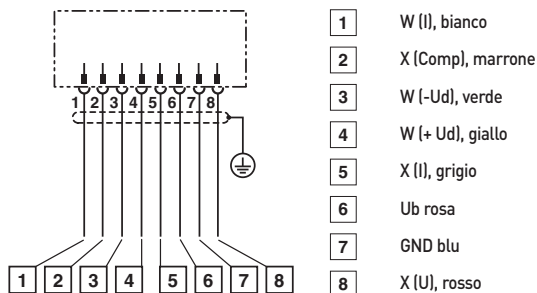 1 2 3 4 5 6 7 8
1 2 3 4 5 6 7 8
1 W (I), bianco
2 X (Comp), marrone
3 W (-Ud), verde
4 W (+ Ud), giallo
5 X (I), grigio
6 Ub rosa
7 GND blu
8 X (U), rosso